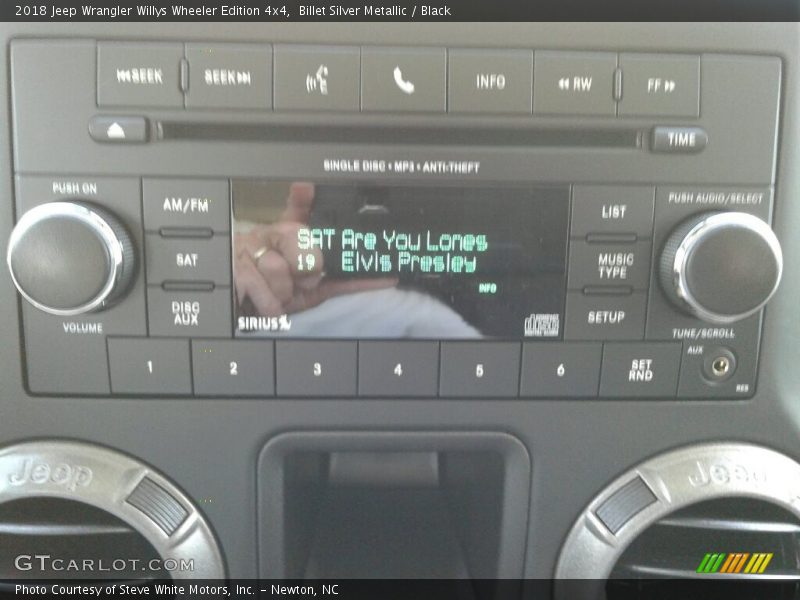 2018 Jeep Wrangler Willys Wheeler Edition 4x4, Billet Silver Metallic / Black
SEEK
SEEK
INFO
RW
FF
TIME
SINGLE DISC • MP3 • ANTI-THEFT
PUSH ON
AM/FM
SAT
DISC
AUX
VOLUME
SAT Are You Lones
19 Elvis Presley
INFO
SIRIUS
LIST
MUSIC
TYPE
SETUP
PUSH AUDIO/SELECT
TUNE/SCROLL
1
2
3
4
5
6
SET
RND
AUX
RES
Jeep
Jeep
GTCARLOT.COM
Photo Courtesy of Steve White Motors, Inc. – Newton, NC